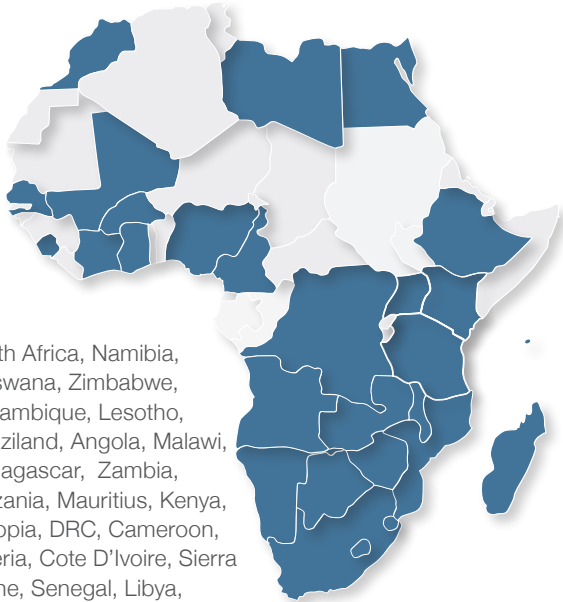 th Africa, Namibia,
swana, Zimbabwe,
ambique, Lesotho,
aziland, Angola, Malawi,
agascar, Zambia,
zania, Mauritius, Kenya,
opia, DRC, Cameroon,
eria, Cote D'Ivoire, Sierra
ne, Senegal, Libya,